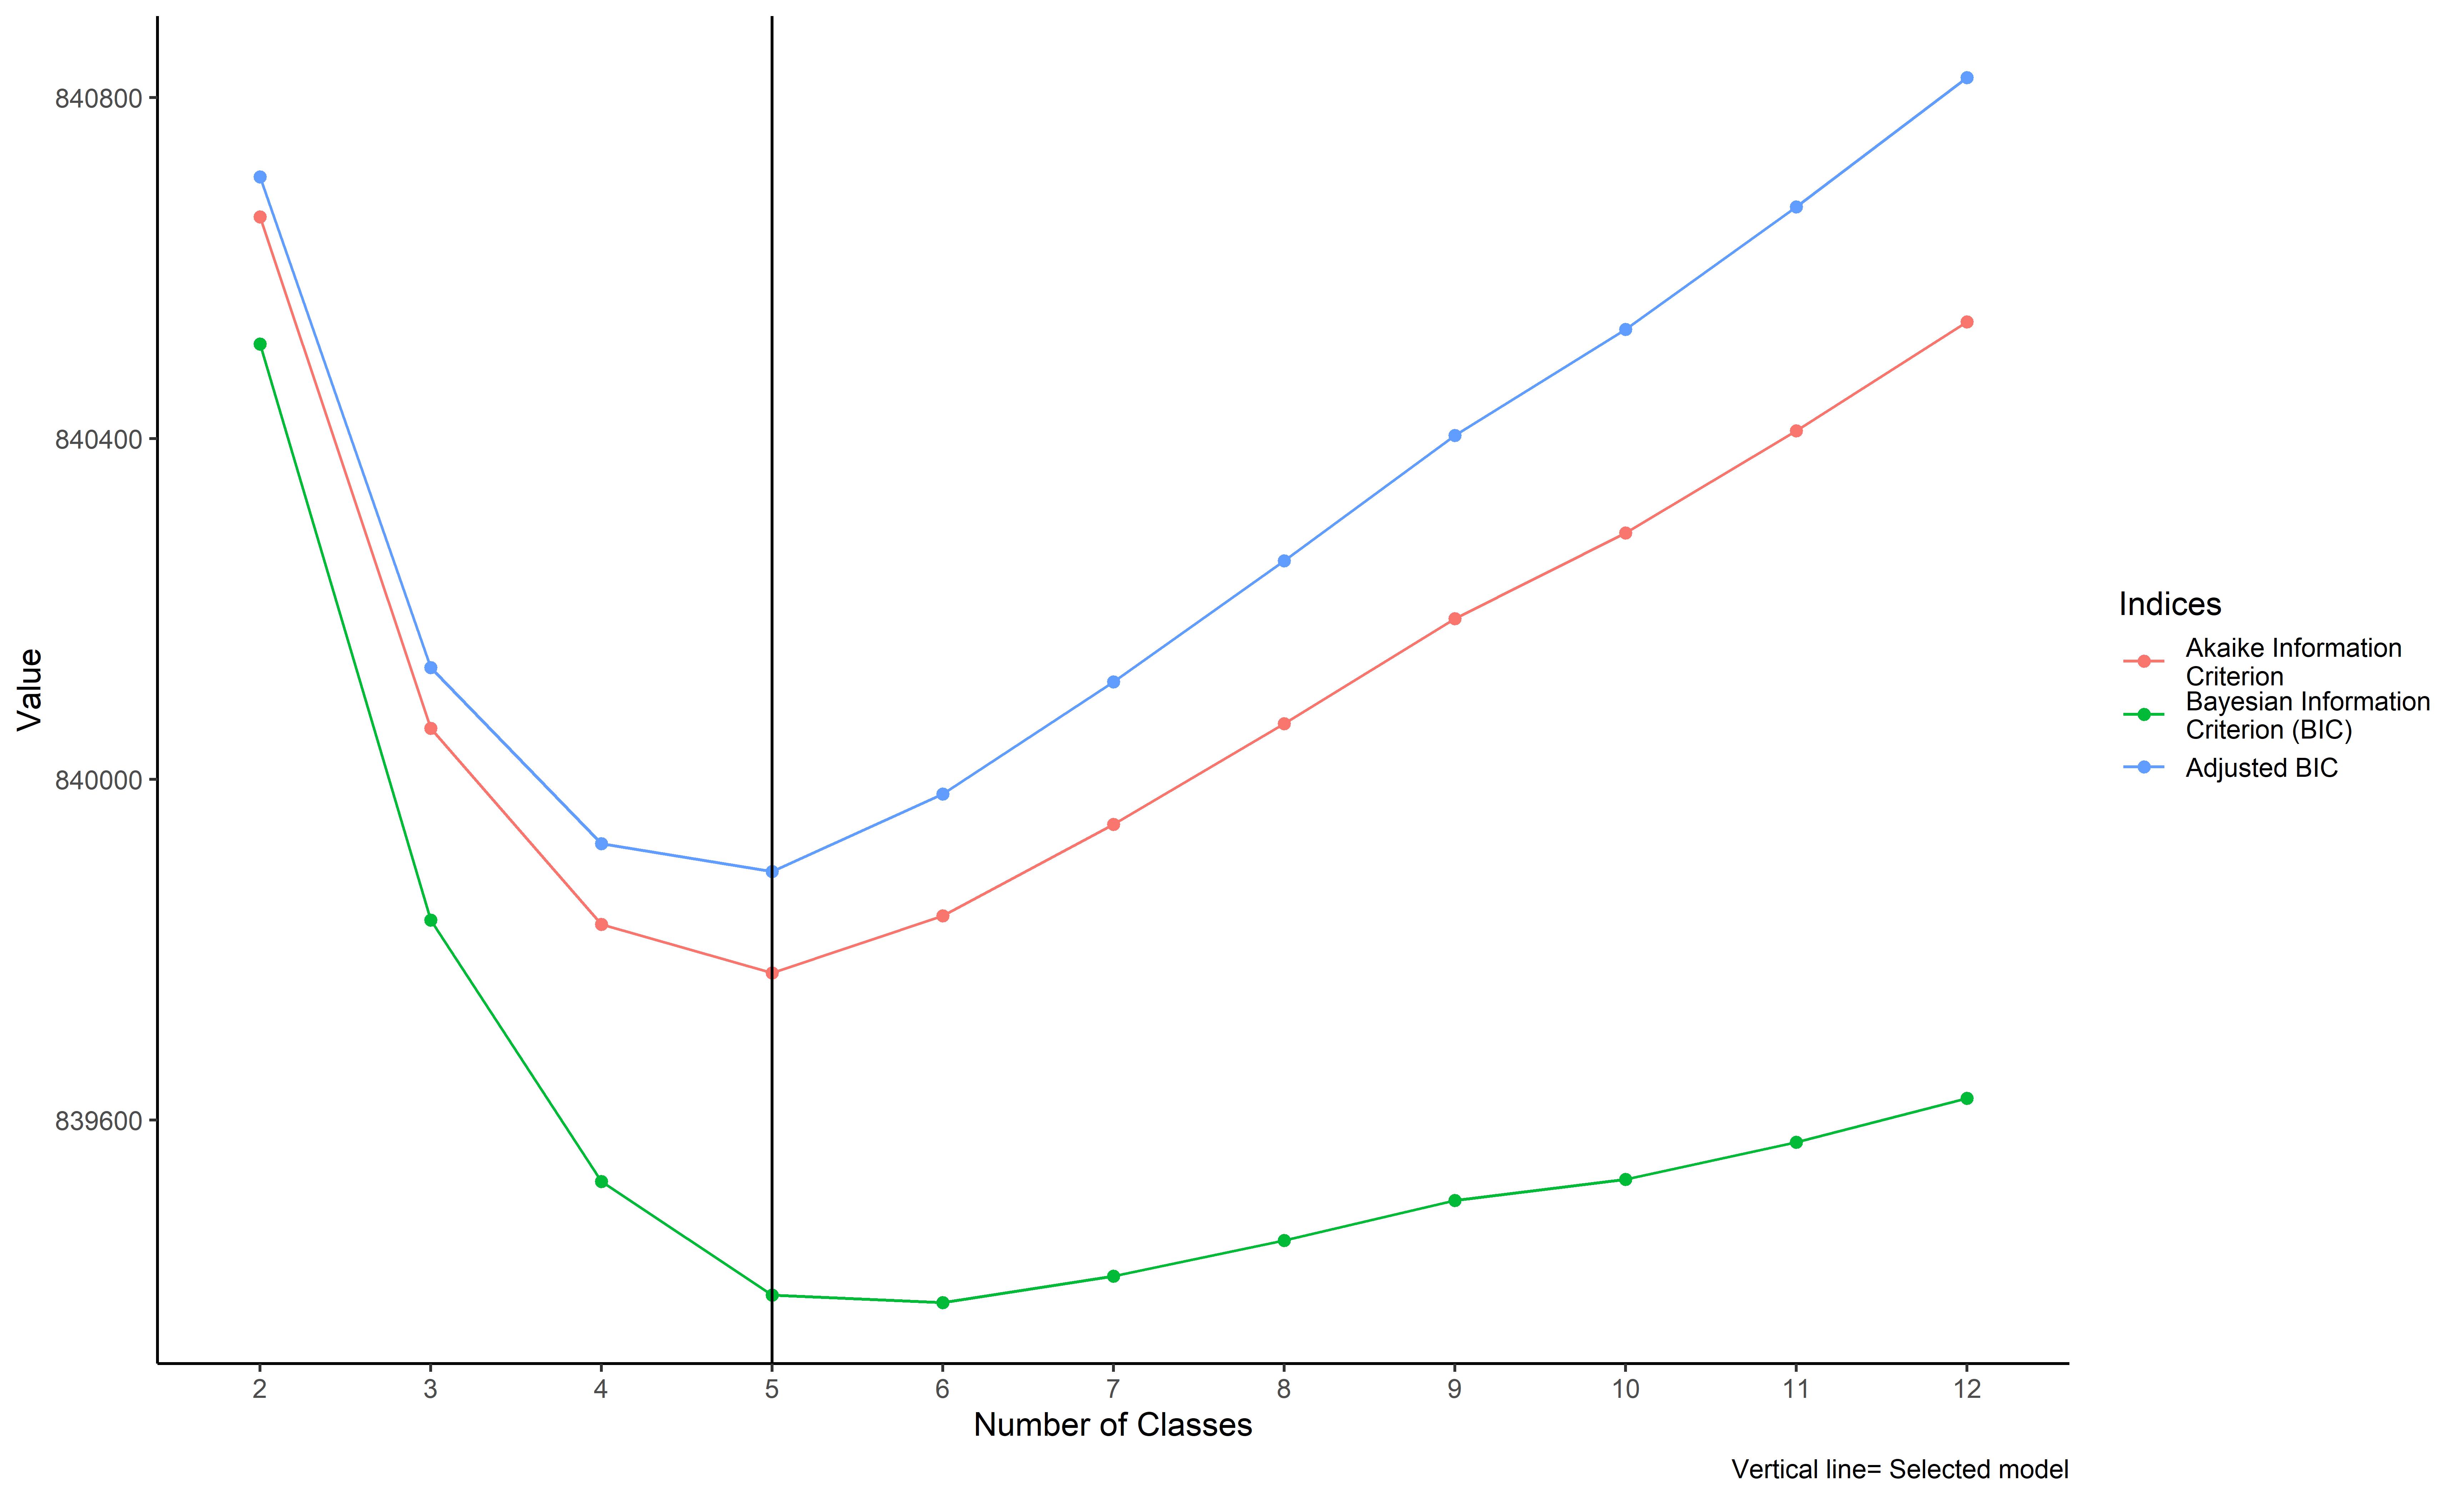 840800
840400
840000
839600
Value
2 3 4 5 6 7 8 9 10 11 12
Number of Classes
Indices
Akaike Information
Criterion
Bayesian Information
Criterion (BIC)
Adjusted BIC
Vertical line= Selected model